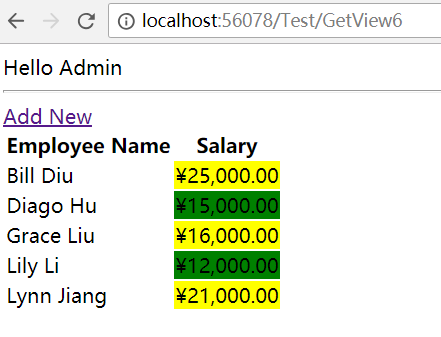 localhost:56078/Test/GetView6
Hello Admin
Add New
Employee Name Salary
Bill Diu ¥25,000.00
Diago Hu ¥15,000.00
Grace Liu ¥16,000.00
Lily Li ¥12,000.00
Lynn Jiang ¥21,000.00